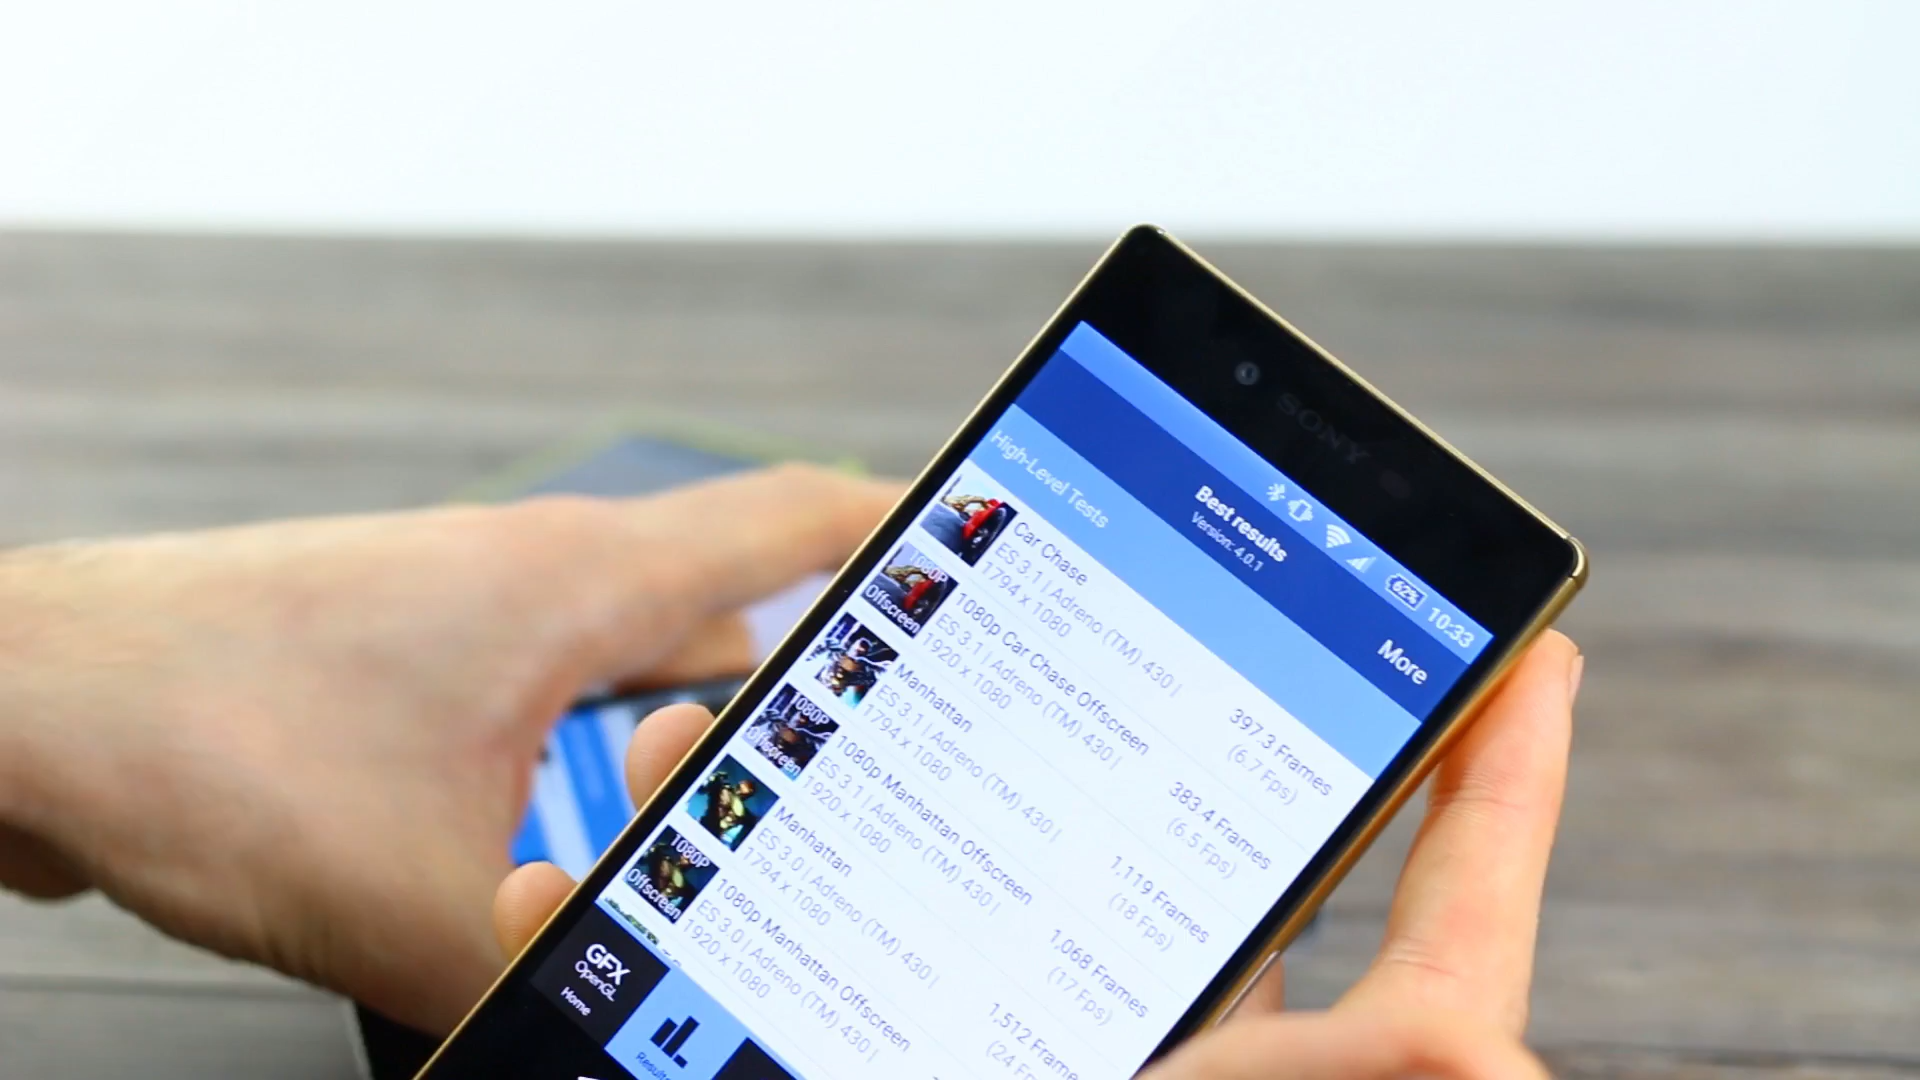 SONY
62% 10:33
Best results
Version: 4.0.1
More
High-Level Tests
Car Chase
ES 3.1 | Adreno (TM) 430 |
1794 x 1080
397.3 Frames
(6.7 Fps)
1080P
Offscreen
1080p Car Chase Offscreen
ES 3.1 | Adreno (TM) 430 |
1920 x 1080
383.4 Frames
(6.5 Fps)
Manhattan
ES 3.1 | Adreno (TM) 430 |
1794 x 1080
1,119 Frames
(18 Fps)
1080P
Offscreen
1080p Manhattan Offscreen
ES 3.1 | Adreno (TM) 430 |
1920 x 1080
1,068 Frames
(17 Fps)
Manhattan
ES 3.0 | Adreno (TM) 430 |
1794 x 1080
1,512 Frame
(24 Fp
1080P
Offscreen
1080p Manhattan Offscreen
ES 3.0 | Adreno (TM) 430 |
1920 x 1080
GFX
OpenGL
Home
Results